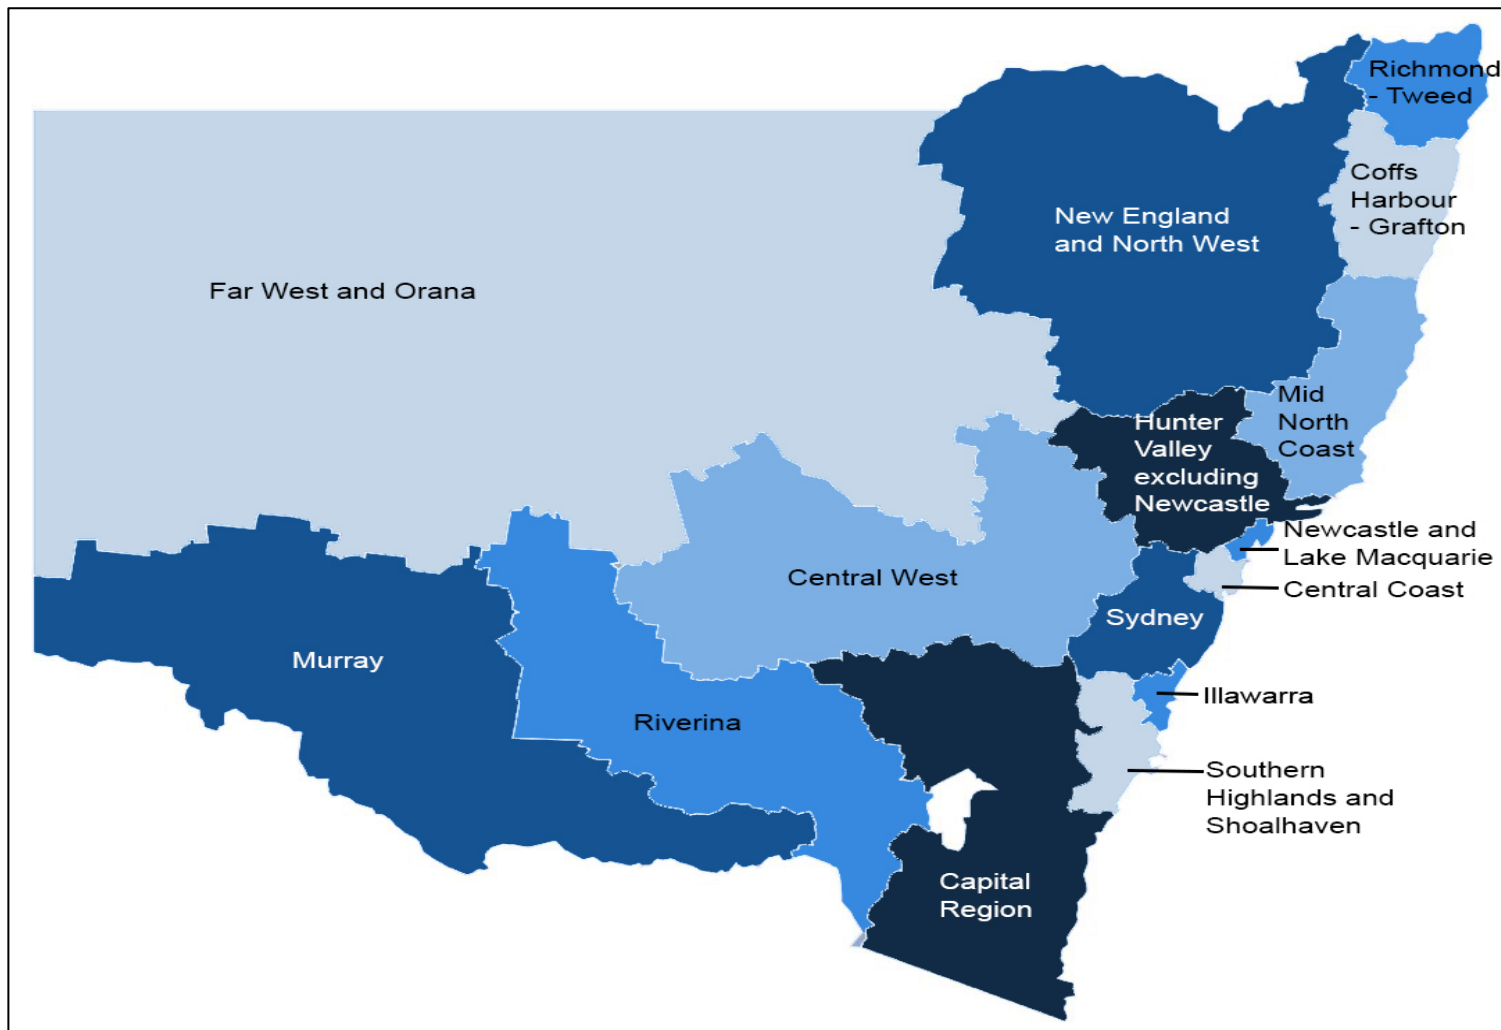 Richmond
- Tweed
Coffs
Harbour
- Grafton
New England
and North West
Far West and Orana
Mid
North
Coast
Hunter
Valley
excluding
Newcastle
Newcastle and
Lake Macquarie
Central West
Central Coast
Sydney
Murray
Illawarra
Riverina
Southern
Highlands and
Shoalhaven
Capital
Region